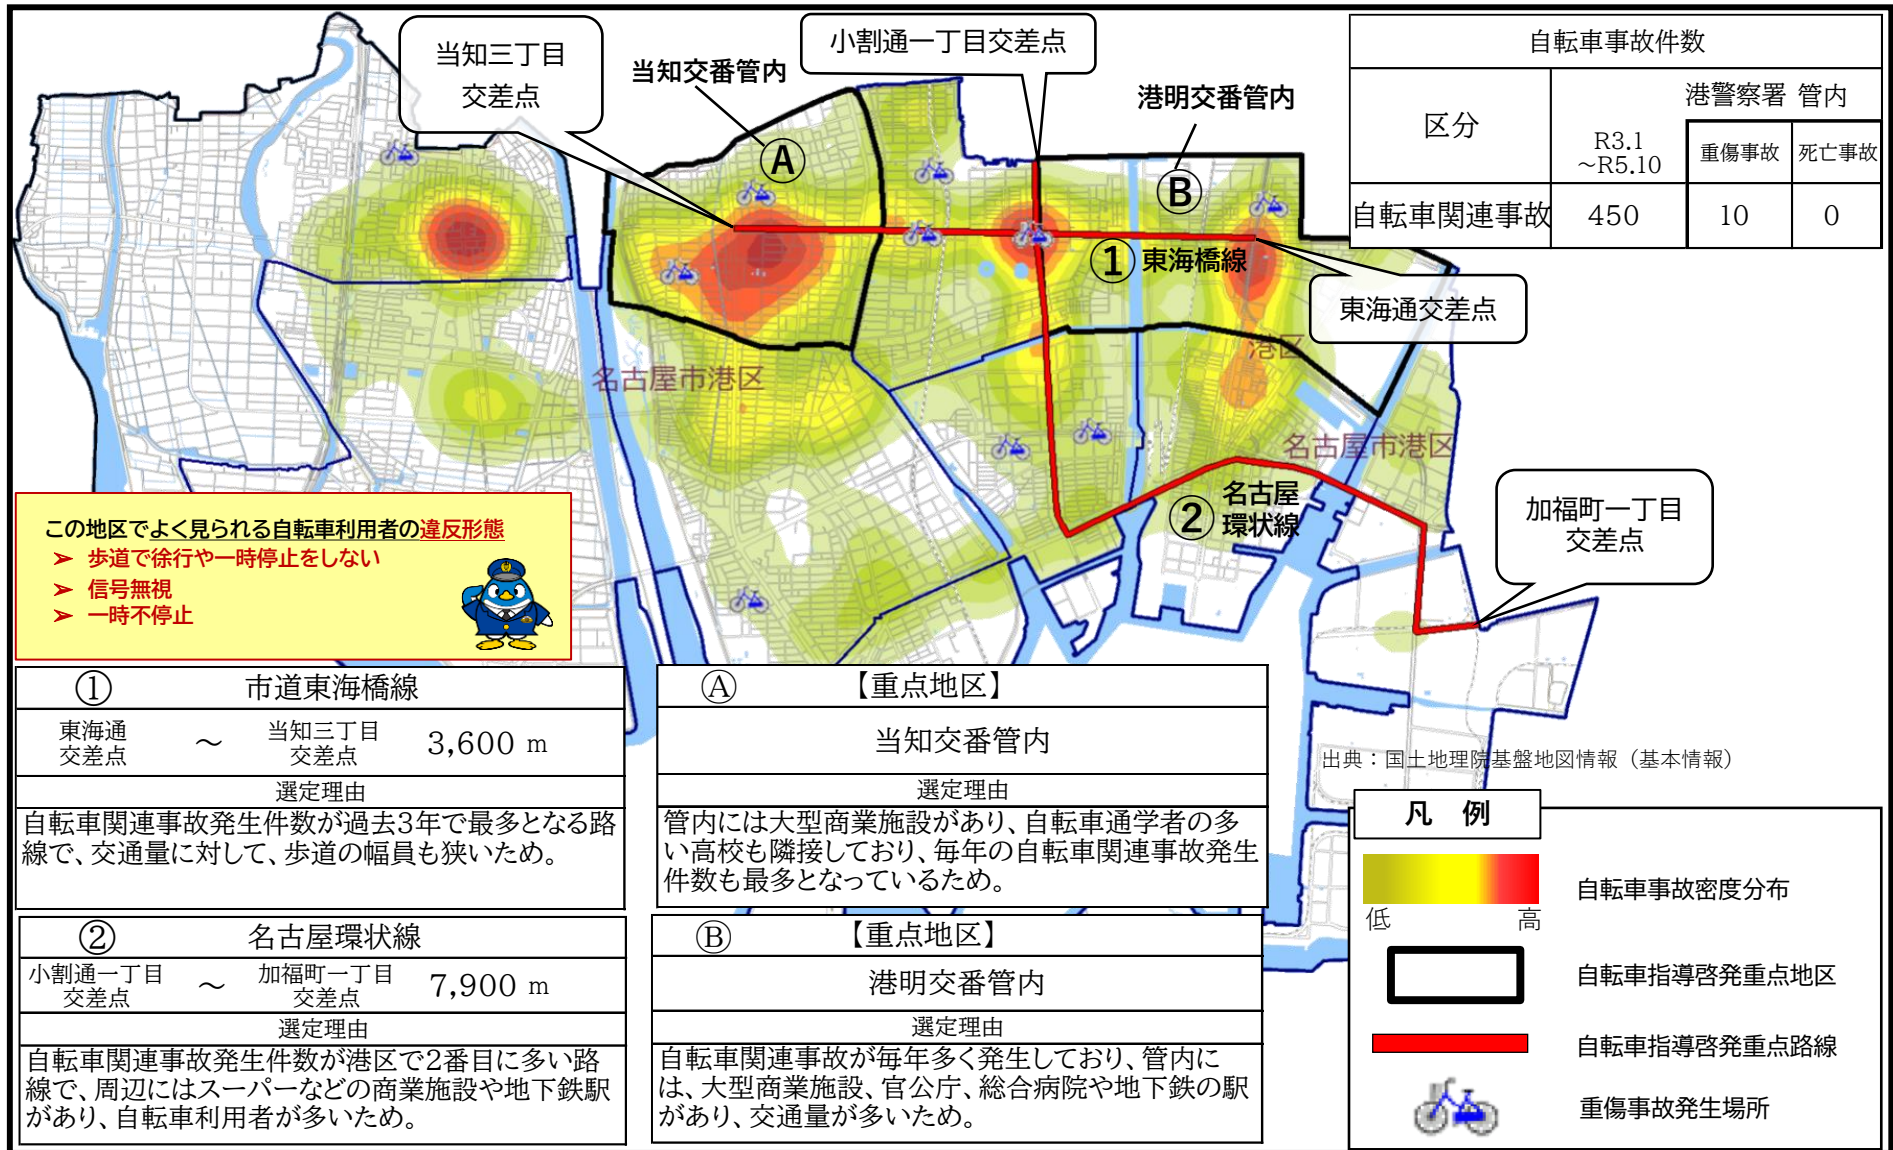 当知三丁目
交差点
当知交番管内
小割通一丁目交差点
港明交番管内
Ⓐ
Ⓑ
① 東海橋線
東海通交差点
港区
名古屋市港区
名古屋市港区
② 名古屋
環状線
加福町一丁目
交差点
自転車事故件数
区分
R3.1
～R5.10
港警察署 管内
重傷事故
死亡事故
自転車関連事故 450 10 0
この地区でよく見られる自転車利用者の違反形態
➤ 歩道で徐行や一時停止をしない
➤ 信号無視
➤ 一時不停止
① 市道東海橋線
東海通
交差点
～
当知三丁目
交差点
3,600 m
選定理由
自転車関連事故発生件数が過去3年で最多となる路
線で、交通量に対して、歩道の幅員も狭いため。
② 名古屋環状線
小割通一丁目
交差点
～
加福町一丁目
交差点
7,900 m
選定理由
自転車関連事故発生件数が港区で2番目に多い路
線で、周辺にはスーパーなどの商業施設や地下鉄駅
があり、自転車利用者が多いため。
Ⓐ 【重点地区】
当知交番管内
選定理由
管内には大型商業施設があり、自転車通学者の多
い高校も隣接しており、毎年の自転車関連事故発生
件数も最多となっているため。
Ⓑ 【重点地区】
港明交番管内
選定理由
自転車関連事故が毎年多く発生しており、管内に
は、大型商業施設、官公庁、総合病院や地下鉄の駅
があり、交通量が多いため。
出典：国土地理院基盤地図情報（基本情報）
凡 例
自転車事故密度分布
低 高
自転車指導啓発重点地区
自転車指導啓発重点路線
重傷事故発生場所